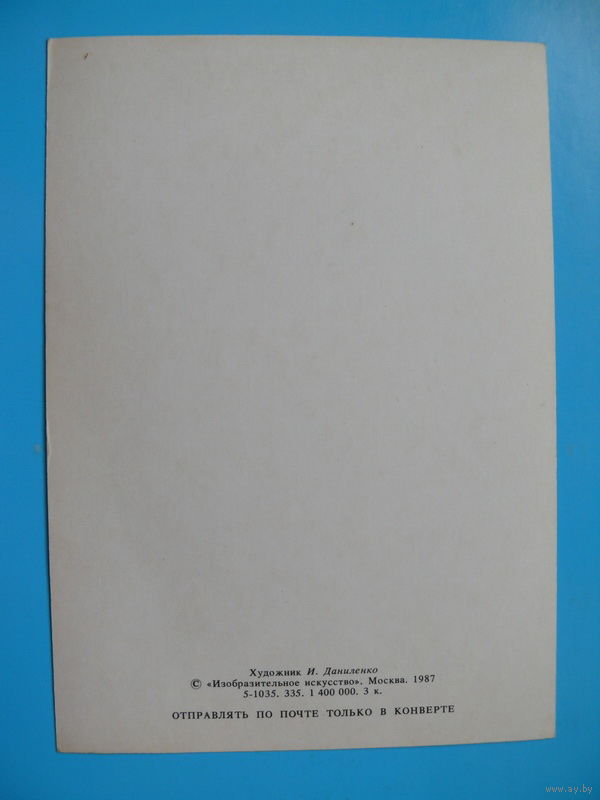 Художник И. Даниленко
© «Изобразительное искусство». Москва. 1987
5-1035. 335. 1 400 000. 3 к.
ОТПРАВЛЯТЬ ПО ПОЧТЕ ТОЛЬКО В КОНВЕРТЕ
www.ay.by